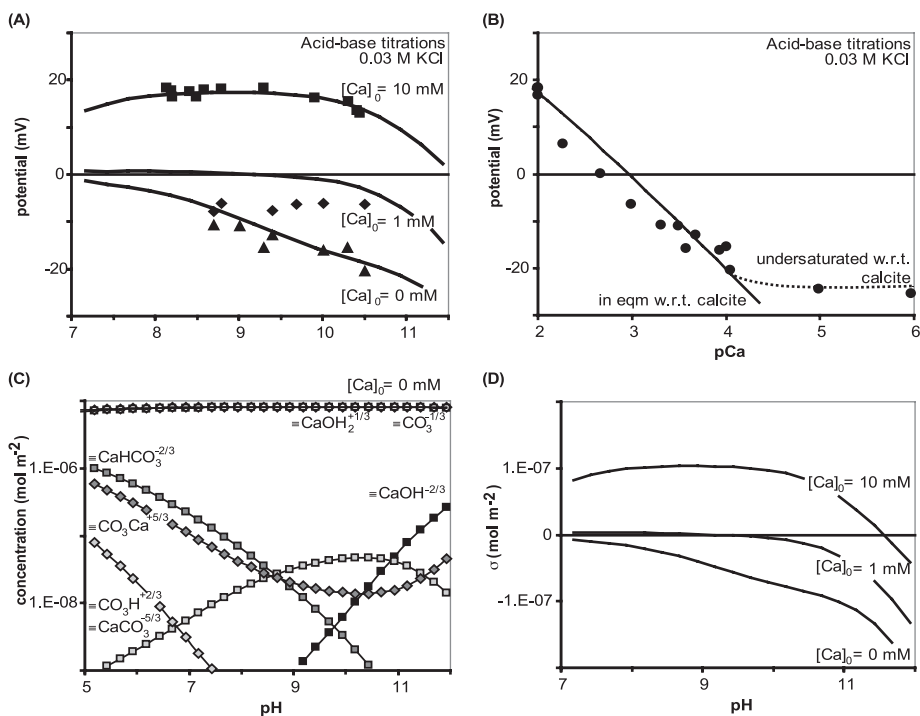 (A)
Acid-base titrations
0.03 M KCl
20
0
-20
potential (mV)
[Ca]0= 10 mM
[Ca]0= 1 mM
[Ca]0= 0 mM
7 8 9 10 11
(B)
Acid-base titrations
0.03 M KCl
20
0
-20
potential (mV)
undersaturated w.r.t.
calcite
in eqm w.r.t. calcite
2 3 4 5 6
pCa
(C)
[Ca]0= 0 mM
≡CaOH2+1/3 ≡CO3-1/3
1.E-06
≡CaHCO3-2/3
≡CaOH-2/3
≡CO3Ca+5/3
1.E-08
≡CO3H+2/3
≡CaCO3-5/3
concentration (mol m-2)
5 7 9 11
pH
(D)
1.E-07
0
-1.E-07
σ (mol m-2)
[Ca]0= 10 mM
[Ca]0= 1 mM
[Ca]0= 0 mM
7 9 11
pH